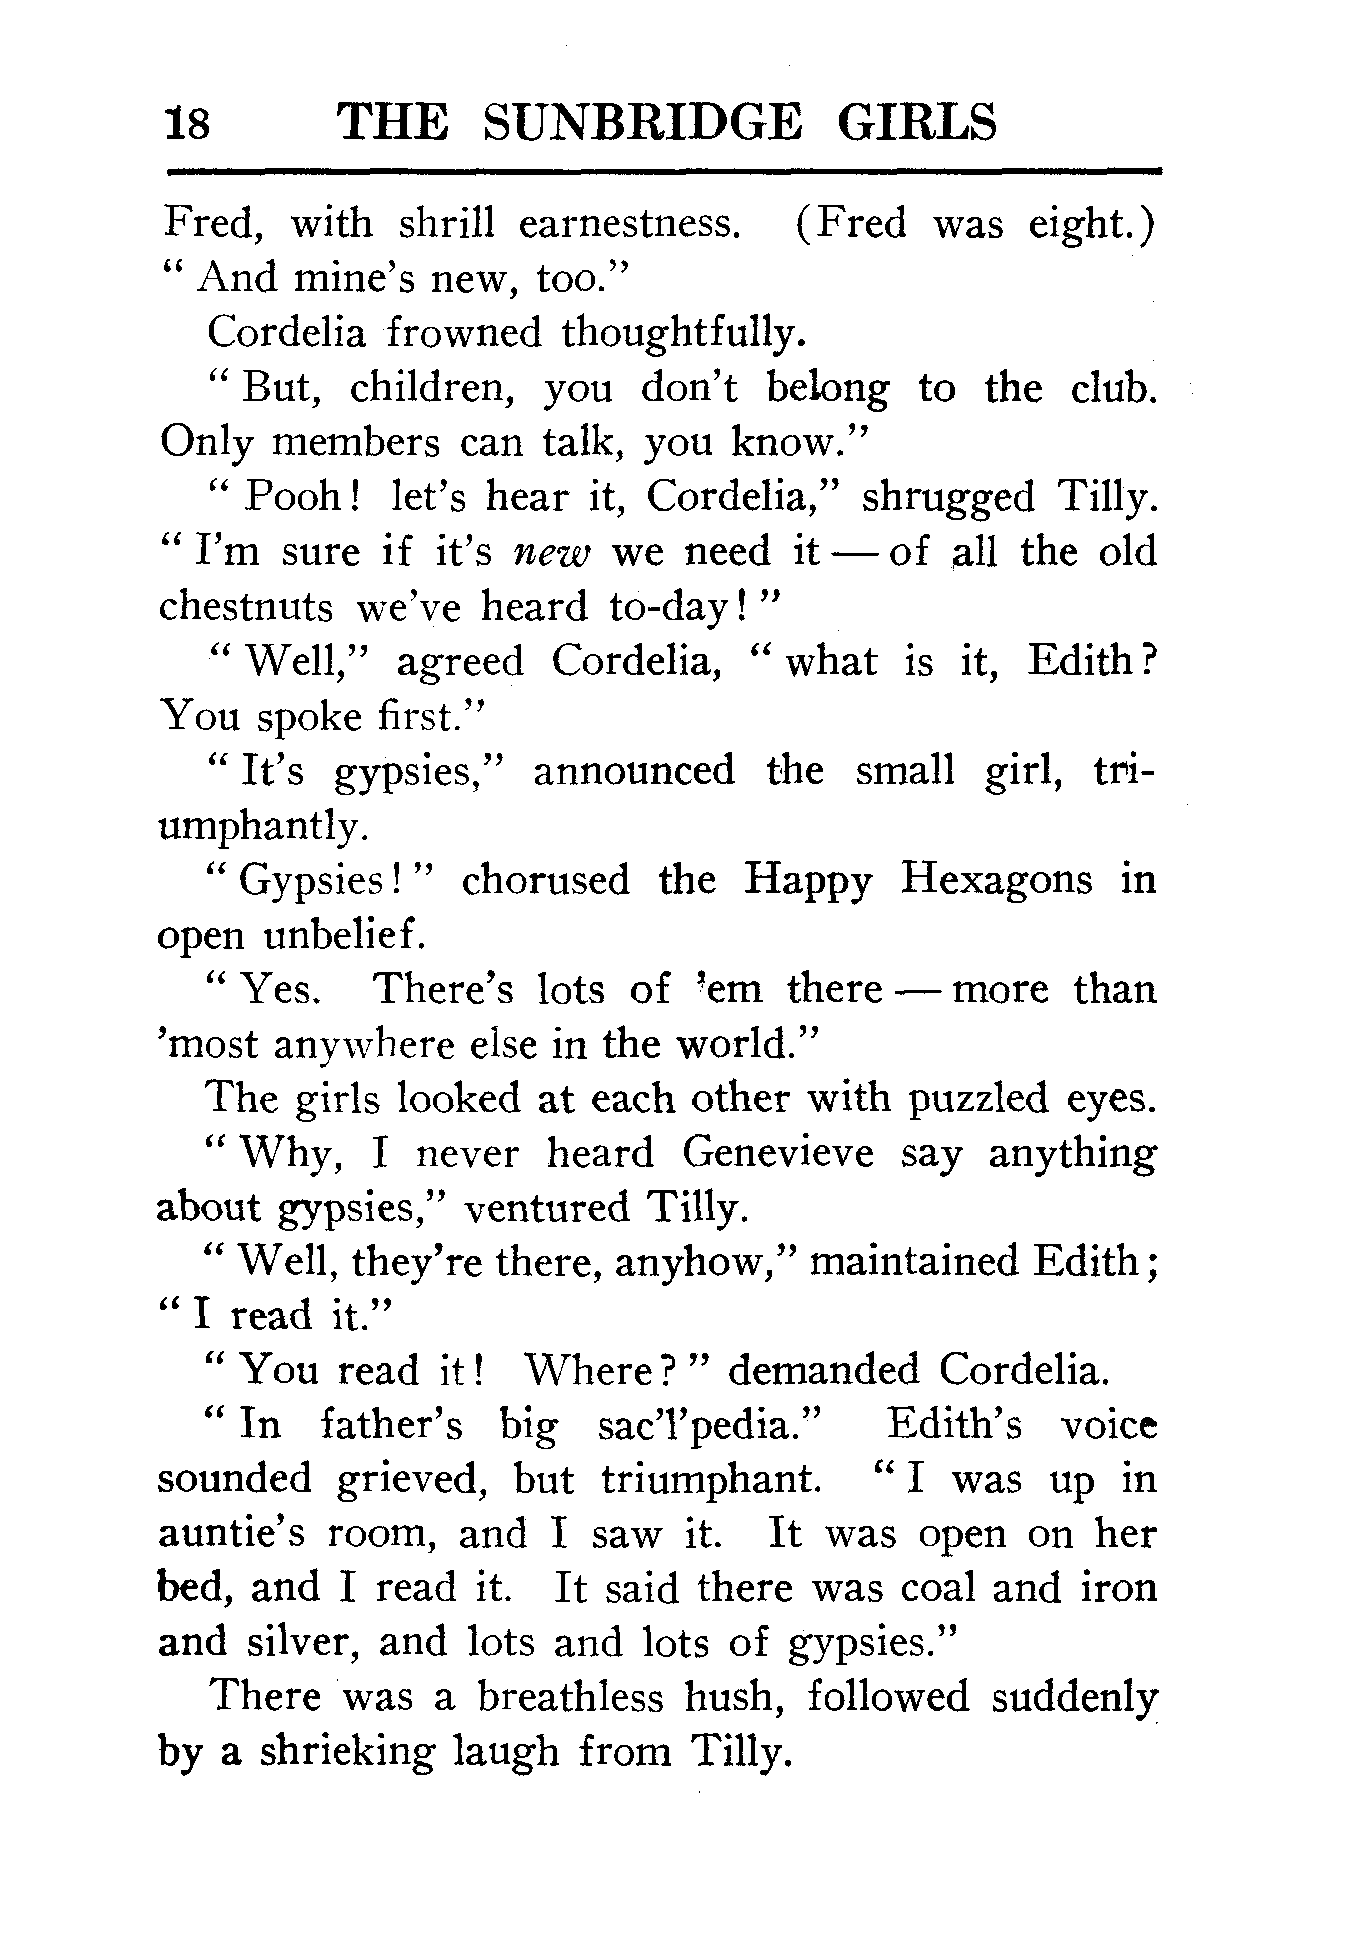 18 THE SUNBRIDGE GIRLS
Fred, with shrill earnestness. (Fred was eight.)
“ And mine’s new, too.”
Cordelia frowned thoughtfully.
“ But, children, you don’t belong to the club.
Only members can talk, you know.”
“ Pooh! let’s hear it, Cordelia,” shrugged Tilly.
“ I’m sure if it’s new we need it — of all the old
chestnuts we’ve heard to-day! ”
“ Well,” agreed Cordelia, “ what is it, Edith?
You spoke first.”
“ It’s gypsies,” announced the small girl, tri-
umphantly.
“ Gypsies! ” chorused the Happy Hexagons in
open unbelief.
“ Yes. There’s lots of ’em there — more than
’most anywhere else in the world.”
The girls looked at each other with puzzled eyes.
“ Why, I never heard Genevieve say anything
about gypsies,” ventured Tilly.
“ Well, they’re there, anyhow,” maintained Edith;
“ I read it.”
“ You read it! Where? ” demanded Cordelia.
“ In father’s big sac’l’pedia.” Edith’s voice
sounded grieved, but triumphant. “ I was up in
auntie’s room, and I saw it. It was open on her
bed, and I read it. It said there was coal and iron
and silver, and lots and lots of gypsies.”
There was a breathless hush, followed suddenly
by a shrieking laugh from Tilly.